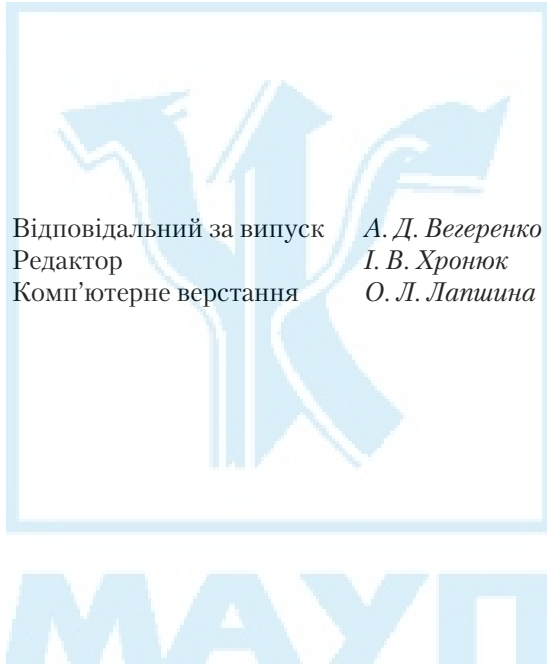 Відповідальний за випуск А. Д. Вегеренко
Редактор І. В. Хронюк
Комп’ютерне верстання О. Л. Лапшина
МАУП